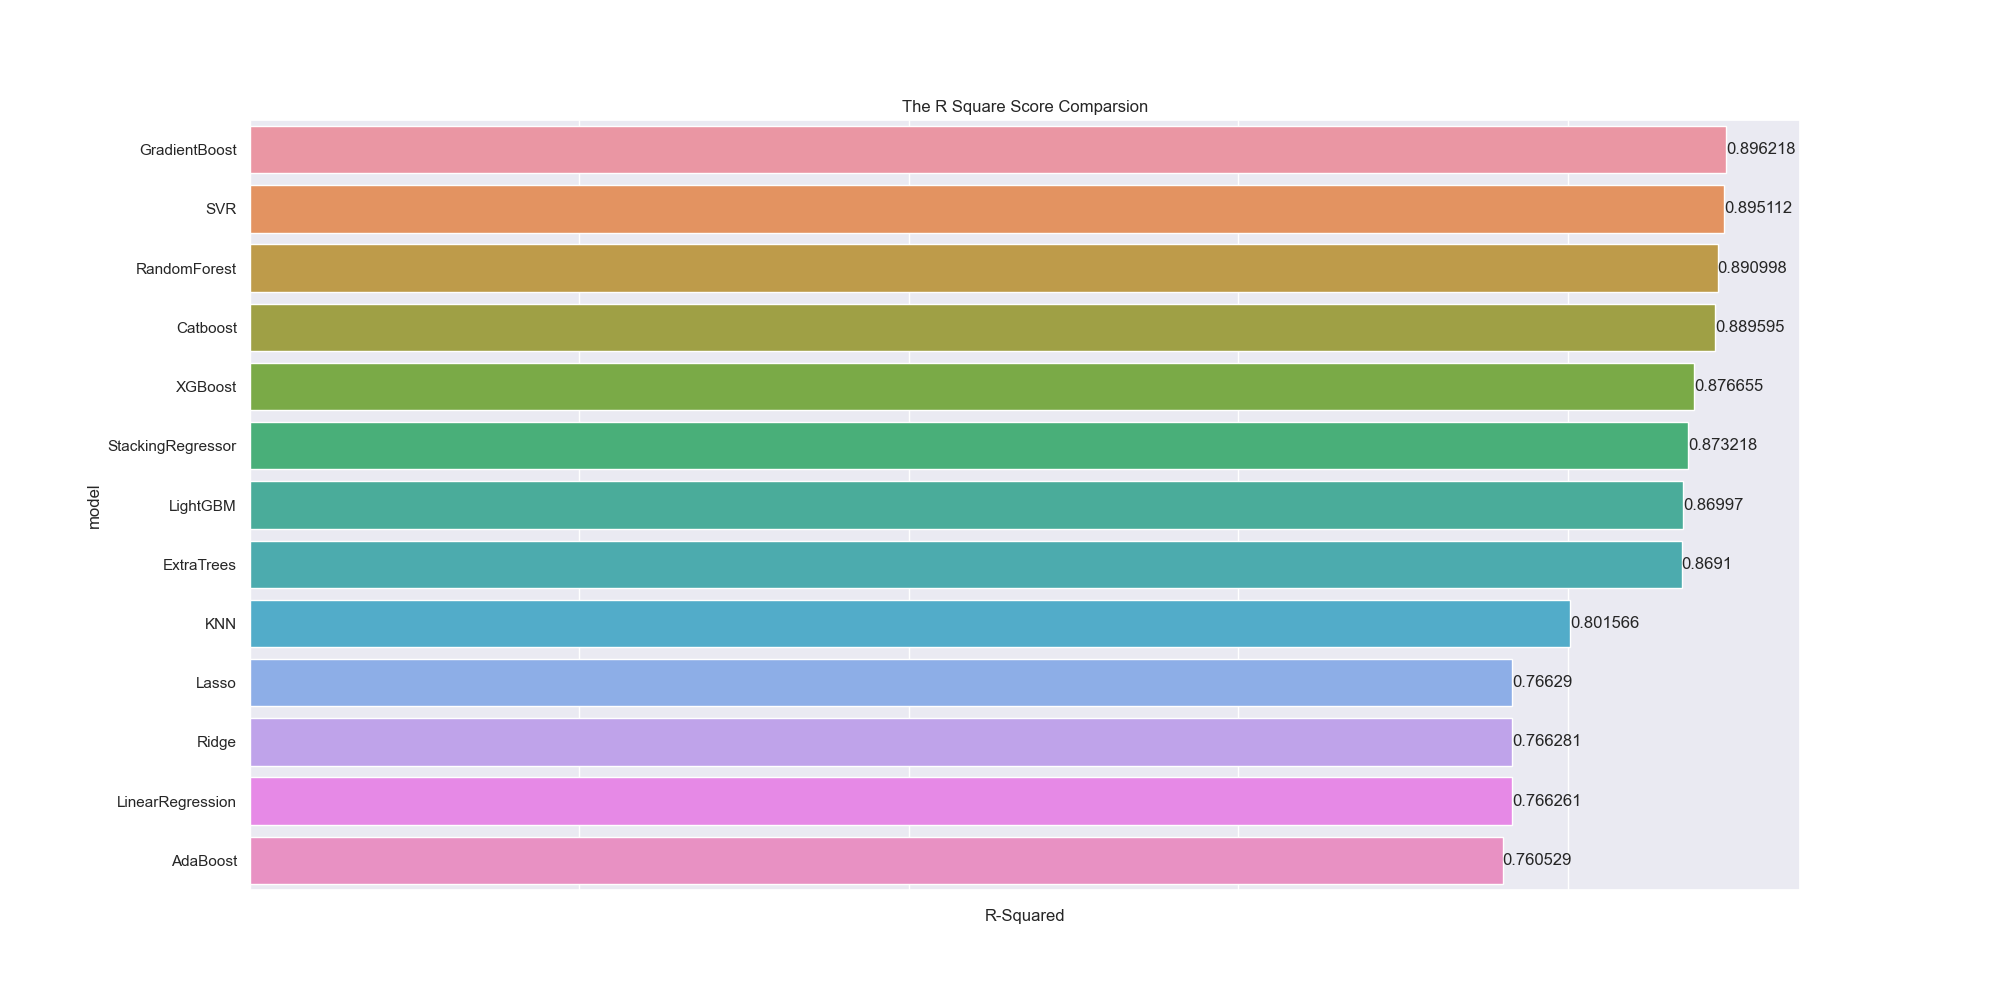 The R Square Score Comparsion
GradientBoost 0.896218
SVR 0.895112
RandomForest 0.890998
Catboost 0.889595
XGBoost 0.876655
StackingRegressor 0.873218
LightGBM 0.86997
ExtraTrees 0.8691
KNN 0.801566
Lasso 0.76629
Ridge 0.766281
LinearRegression 0.766261
AdaBoost 0.760529
model
R-Squared